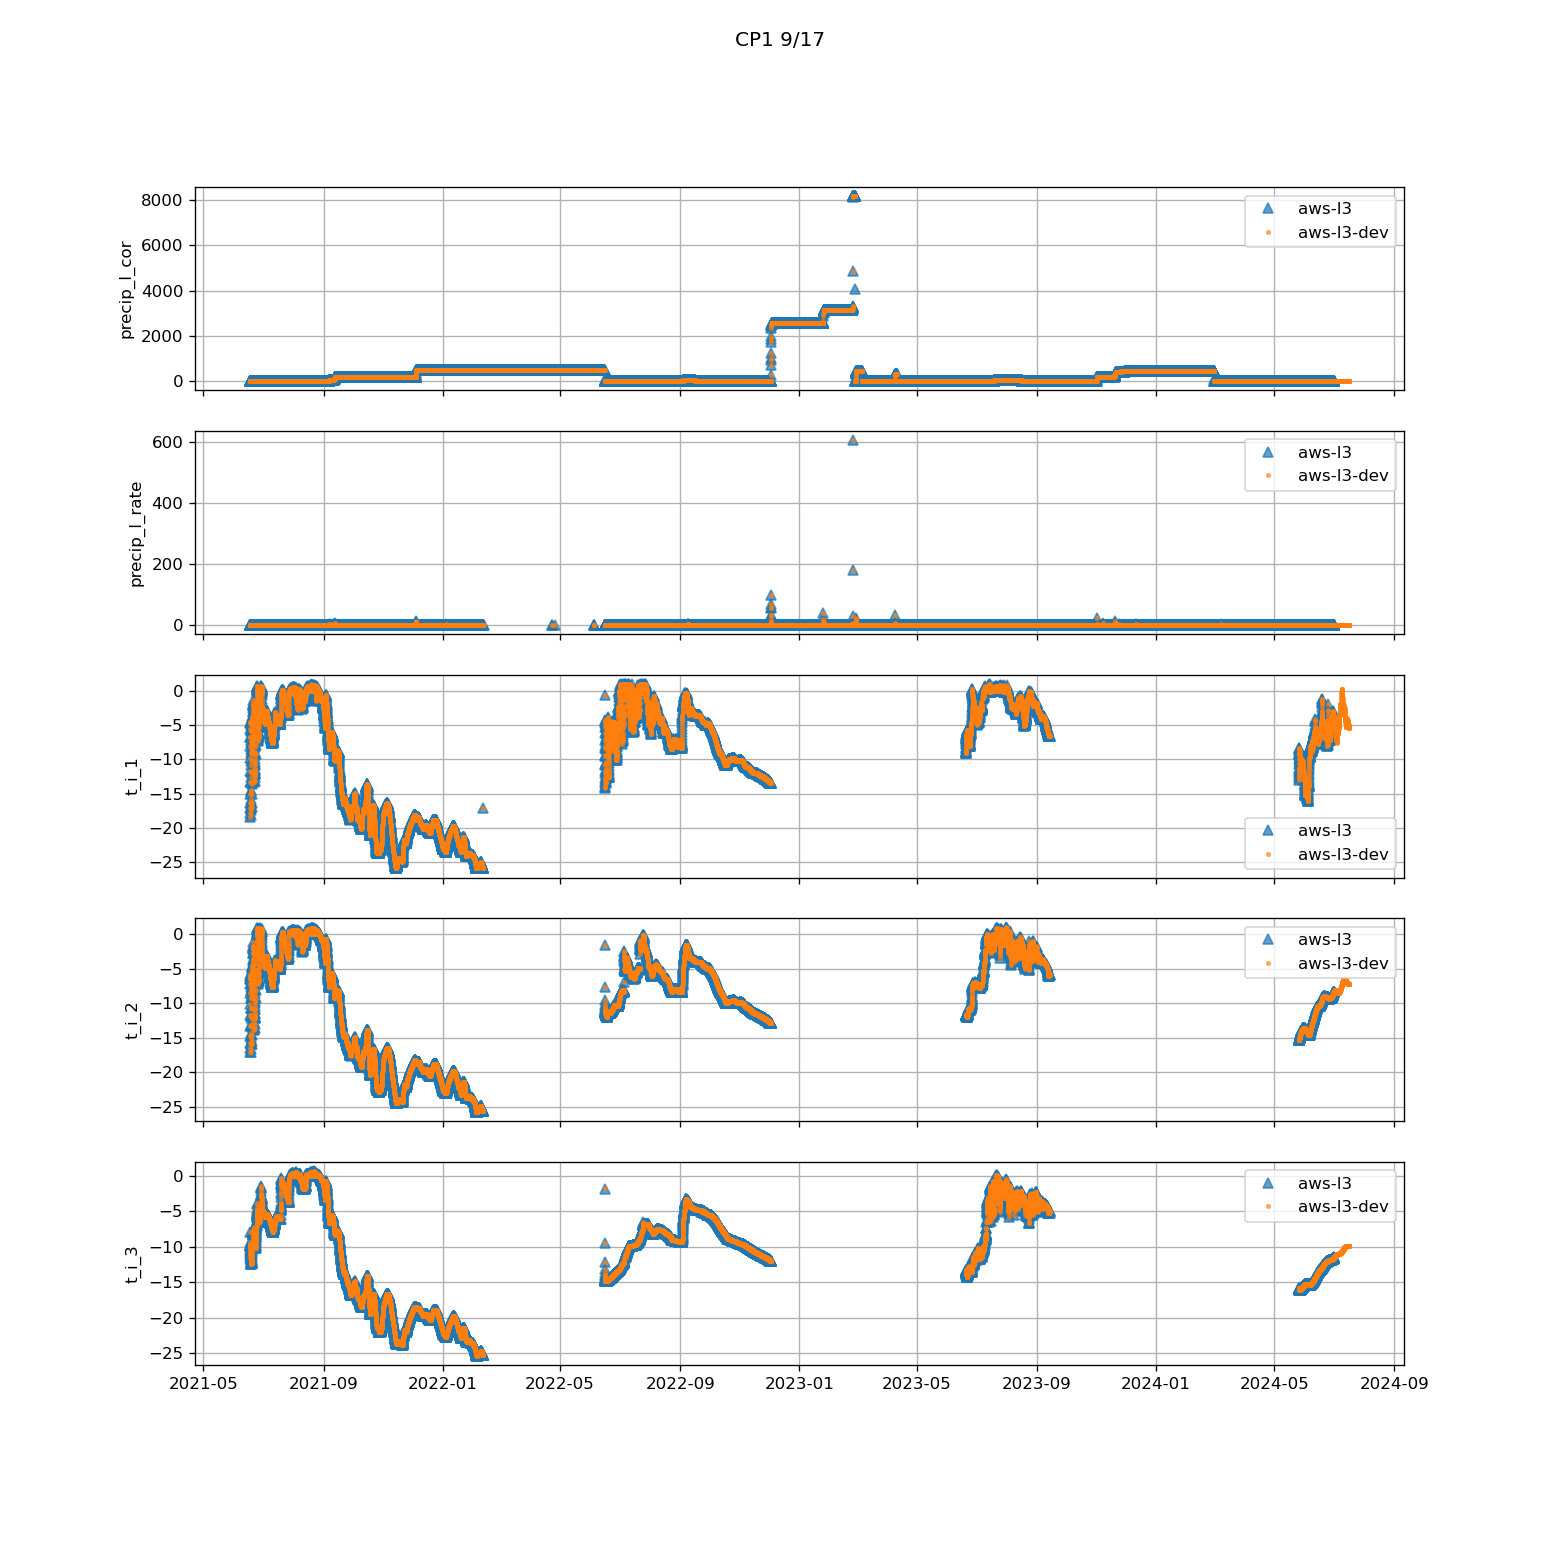 CP1 9/17
8000
6000
4000
2000
0
precip_l_cor
aws-l3
aws-l3-dev
600
400
200
0
precip_l_rate
aws-l3
aws-l3-dev
0
−5
−10
−15
−20
−25
t_i_1
aws-l3
aws-l3-dev
0
−5
−10
−15
−20
−25
t_i_2
aws-l3
aws-l3-dev
0
−5
−10
−15
−20
−25
t_i_3
aws-l3
aws-l3-dev
2021-05 2021-09 2022-01 2022-05 2022-09 2023-01 2023-05 2023-09 2024-01 2024-05 2024-09